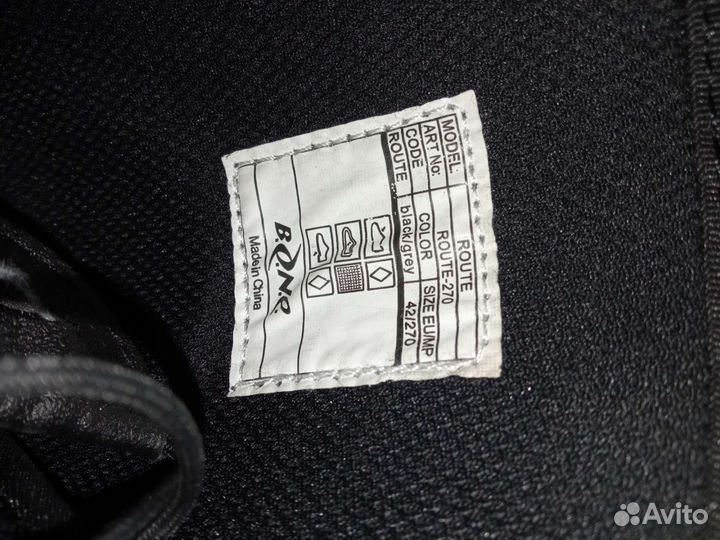 MODEL: ROUTE
ART No: ROUTE-270
CODE COLOR SIZE EU/MP
ROUTE black/grey 42/270
B.O.N.e.
Made in China
Avito